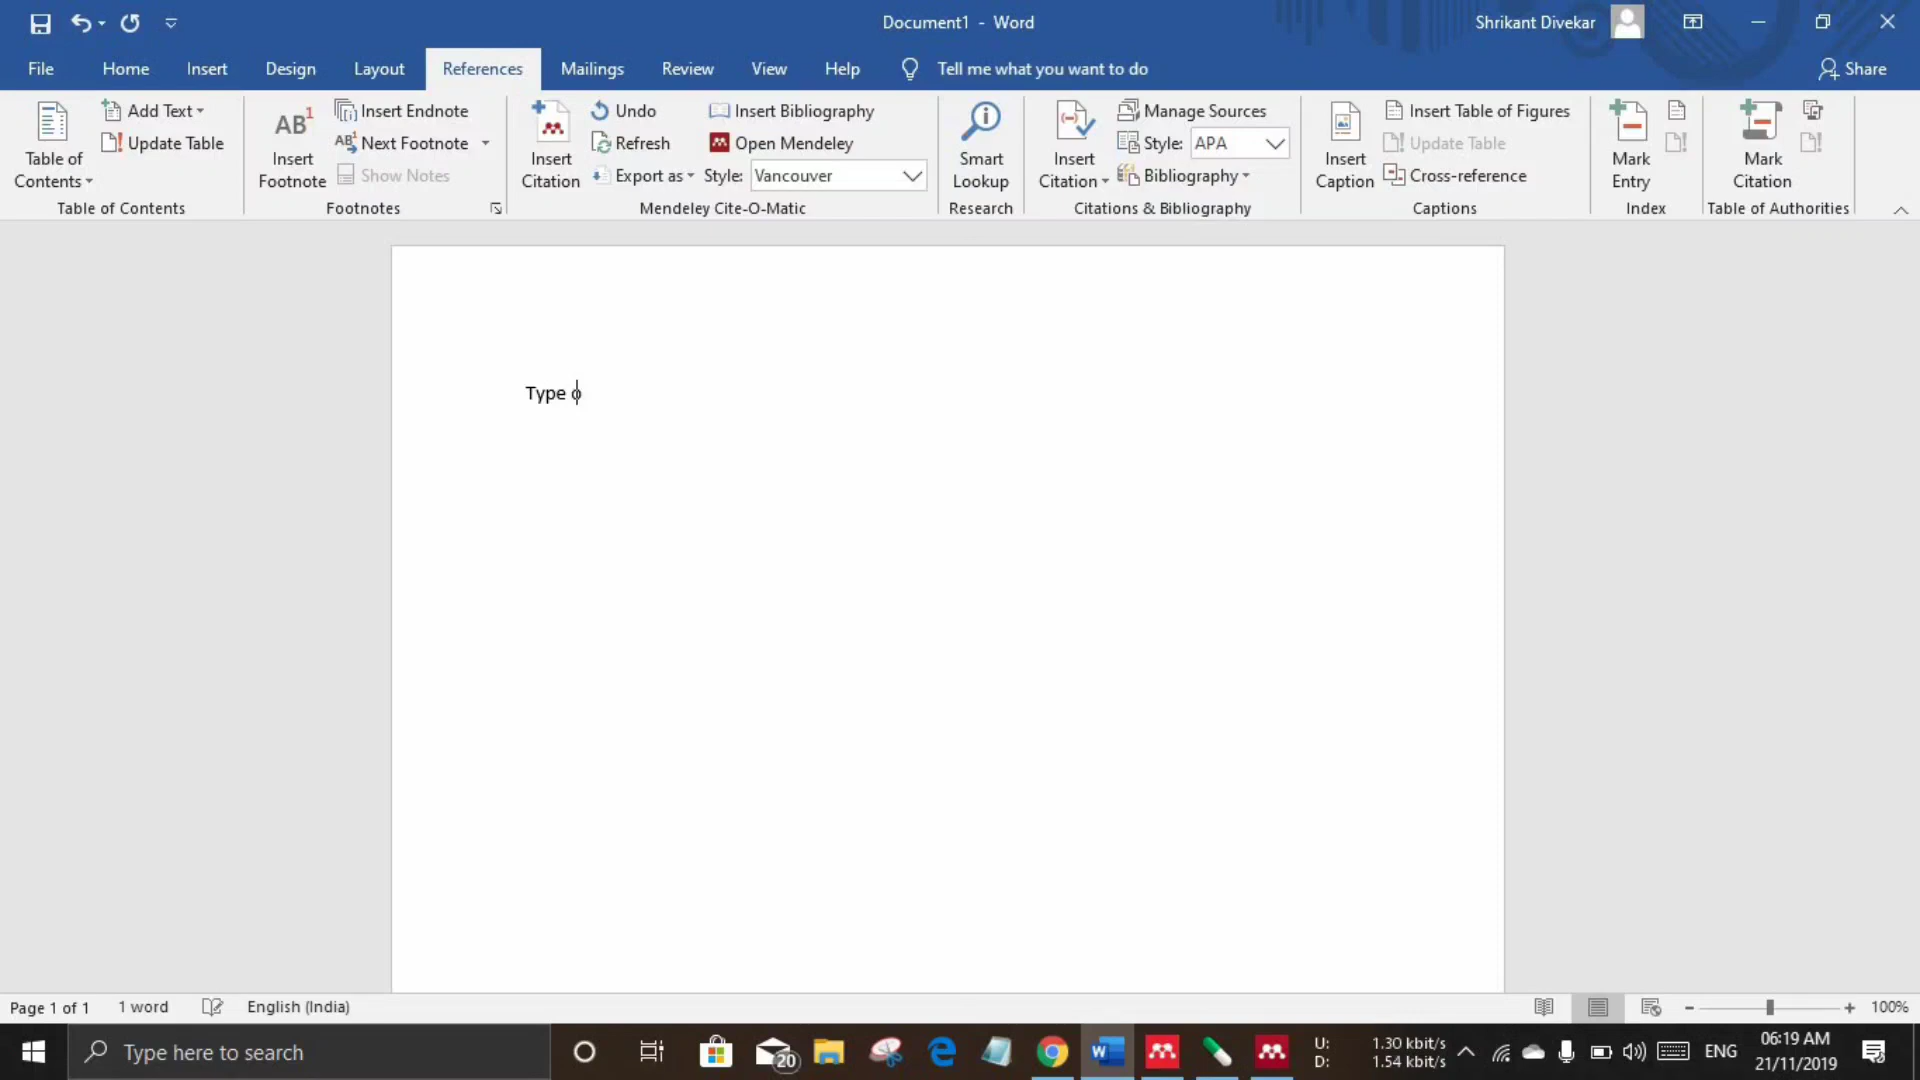 Document1 - Word
Shrikant Divekar
File Home Insert Design Layout References Mailings Review View Help Tell me what you want to do Share
Table of Contents
Add Text
Update Table
Table of Contents
AB1
Insert Footnote
Insert Endnote
Next Footnote
Show Notes
Footnotes
Insert Citation
Undo
Refresh
Export as
Insert Bibliography
Open Mendeley
Style: Vancouver
Mendeley Cite-O-Matic
Smart Lookup
Research
Insert Citation
Manage Sources
Style: APA
Bibliography
Citations & Bibliography
Insert Caption
Insert Table of Figures
Update Table
Cross-reference
Captions
Mark Entry
Index
Mark Citation
Table of Authorities
Type o
Page 1 of 1 1 word English (India) 100%
Type here to search
20
U: 1.30 kbit/s
D: 1.54 kbit/s
ENG
06:19 AM
21/11/2019